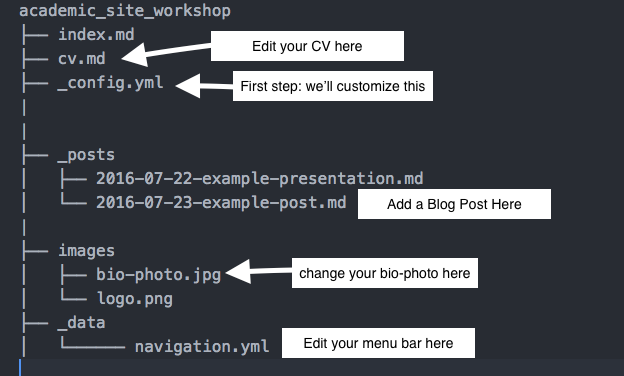 academic_site_workshop
├── index.md
├── cv.md Edit your CV here
├── _config.yml First step: we'll customize this
|
|
├── _posts
│   ├── 2016-07-22-example-presentation.md
│   └── 2016-07-23-example-post.md Add a Blog Post Here
|
├── images
│   ├── bio-photo.jpg change your bio-photo here
│   └── logo.png
├── _data
│   └────── navigation.yml Edit your menu bar here